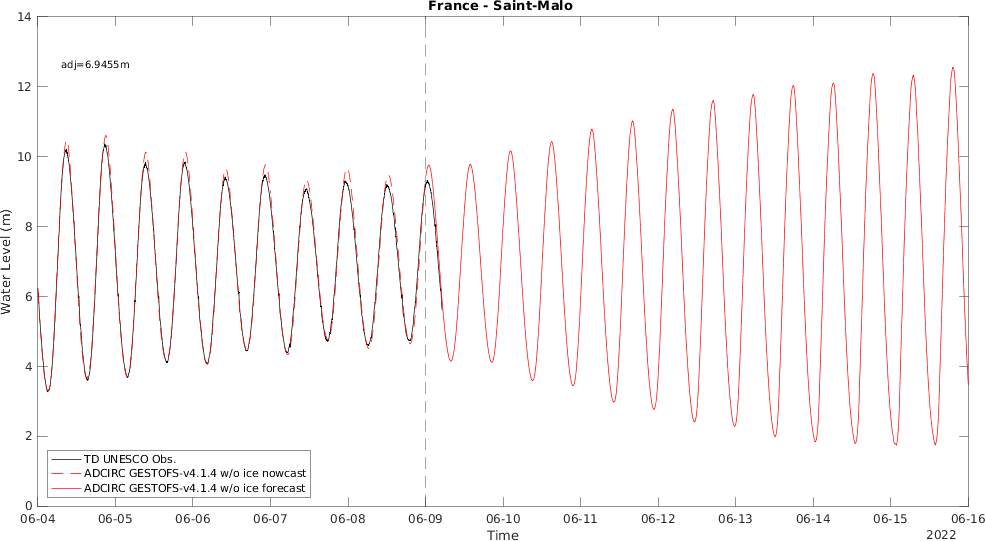 France - Saint-Malo
adj=6.9455m
Water Level (m)
14
12
10
8
6
4
2
0
TD UNESCO Obs.
ADCIRC GESTOFS-v4.1.4 w/o ice nowcast
ADCIRC GESTOFS-v4.1.4 w/o ice forecast
06-04 06-05 06-06 06-07 06-08 06-09 06-10 06-11 06-12 06-13 06-14 06-15 06-16
Time
2022